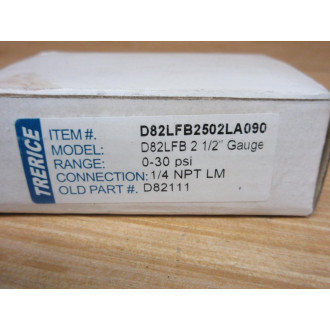 TRERICE
ITEM #. D82LFB2502LA090
MODEL: D82LFB 2 1/2" Gauge
RANGE: 0-30 psi
CONNECTION: 1/4 NPT LM
OLD PART #. D82111